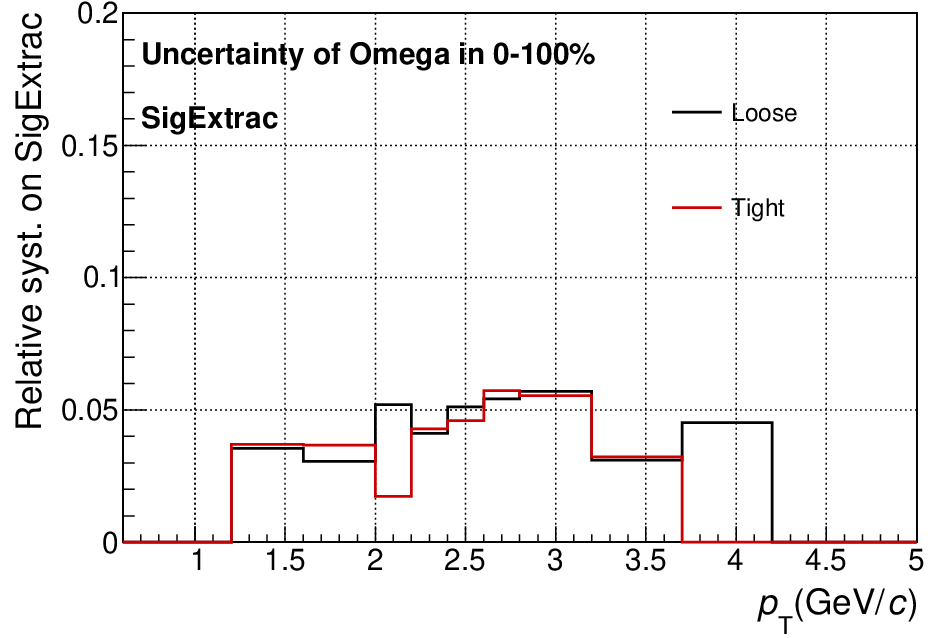 0.2
Uncertainty of Omega in 0-100%
SigExtrac
Loose
Tight
Relative syst. on SigExtrac
0.15
0.1
0.05
0
1 1.5 2 2.5 3 3.5 4 4.5 5
p_T(GeV/c)